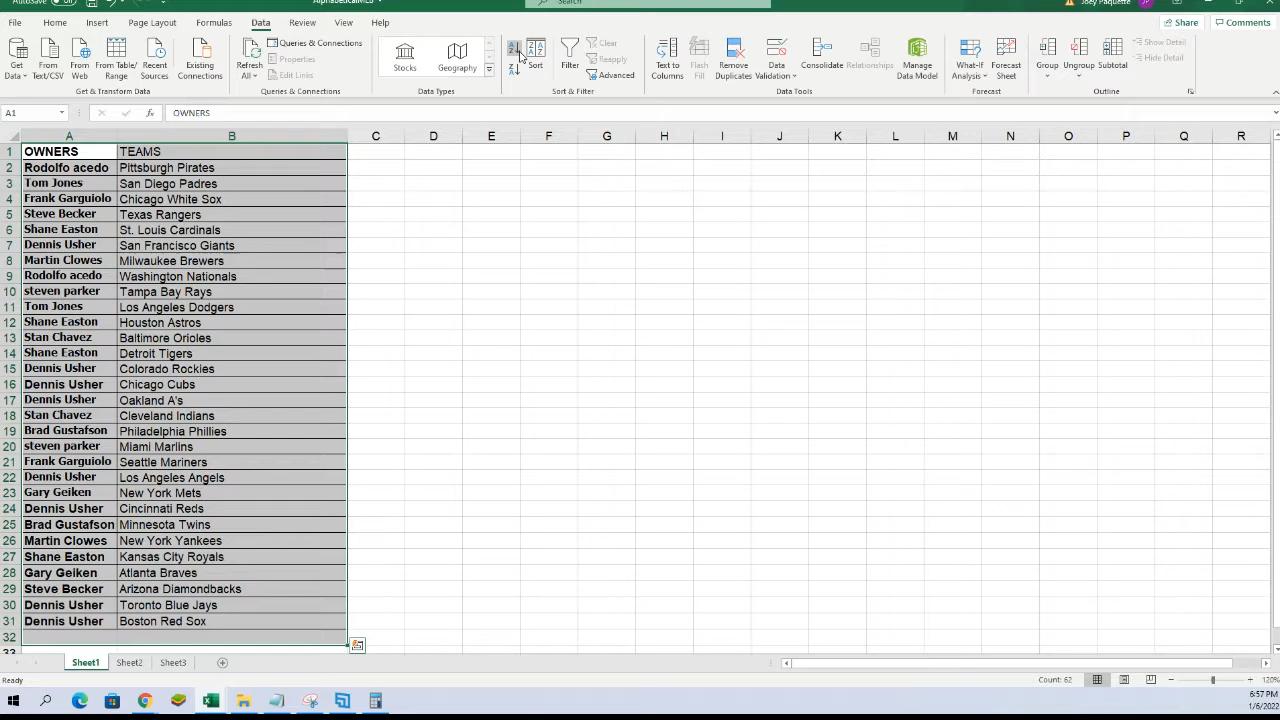 AutoSave
AlphabeticalMLB
Search
Joey Paquette
File Home Insert Page Layout Formulas Data Review View Help
Share Comments
Get Data From Text/CSV From Web From Table/Range Recent Sources Existing Connections
Get & Transform Data
Refresh All Queries & Connections Properties Edit Links
Queries & Connections
Stocks Geography
Data Types
Sort Filter Clear Reapply Advanced
Sort & Filter
Text to Columns Flash Fill Remove Duplicates Data Validation Consolidate Relationships Manage Data Model
Data Tools
What-If Analysis Forecast Sheet
Forecast
Group Ungroup Subtotal Show Detail Hide Detail
Outline
A1 fx OWNERS
A B C D E F G H I J K L M N O P Q R
1 OWNERS TEAMS
2 Rodolfo acedo Pittsburgh Pirates
3 Tom Jones San Diego Padres
4 Frank Garguiolo Chicago White Sox
5 Steve Becker Texas Rangers
6 Shane Easton St. Louis Cardinals
7 Dennis Usher San Francisco Giants
8 Martin Clowes Milwaukee Brewers
9 Rodolfo acedo Washington Nationals
10 steven parker Tampa Bay Rays
11 Tom Jones Los Angeles Dodgers
12 Shane Easton Houston Astros
13 Stan Chavez Baltimore Orioles
14 Shane Easton Detroit Tigers
15 Dennis Usher Colorado Rockies
16 Dennis Usher Chicago Cubs
17 Dennis Usher Oakland A's
18 Stan Chavez Cleveland Indians
19 Brad Gustafson Philadelphia Phillies
20 steven parker Miami Marlins
21 Frank Garguiolo Seattle Mariners
22 Dennis Usher Los Angeles Angels
23 Gary Geiken New York Mets
24 Dennis Usher Cincinnati Reds
25 Brad Gustafson Minnesota Twins
26 Martin Clowes New York Yankees
27 Shane Easton Kansas City Royals
28 Gary Geiken Atlanta Braves
29 Steve Becker Arizona Diamondbacks
30 Dennis Usher Toronto Blue Jays
31 Dennis Usher Boston Red Sox
32
33
Sheet1 Sheet2 Sheet3
Ready Count: 62 120%
6:57 PM
1/6/2022